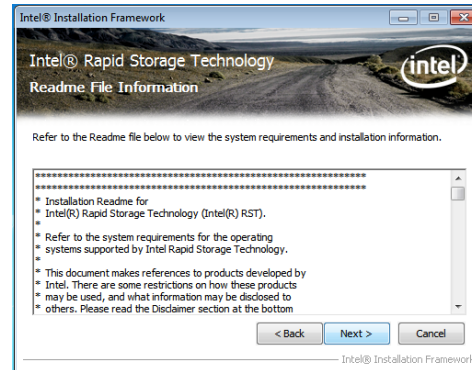 Intel® Installation Framework
Intel® Rapid Storage Technology
Readme File Information
intel
Refer to the Readme file below to view the system requirements and installation information.
************************************************************
************************************************************
* Installation Readme for
* Intel(R) Rapid Storage Technology (Intel(R) RST).
*
* Refer to the system requirements for the operating
* systems supported by Intel Rapid Storage Technology.
*
* This document makes references to products developed by
* Intel. There are some restrictions on how these products
* may be used, and what information may be disclosed to
* others. Please read the Disclaimer section at the bottom
< Back Next > Cancel
Intel® Installation Framework